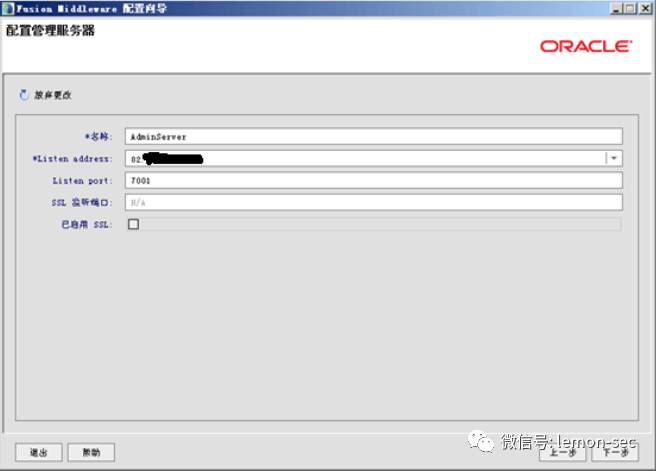 Fusion Middleware 配置向导
配置管理服务器
ORACLE
放弃更改
*名称: AdminServer
*Listen address: 82.
Listen port: 7001
SSL 监听端口: N/A
已启用 SSL:
微信号: lemon-sec
退出 帮助 上一步 下一步